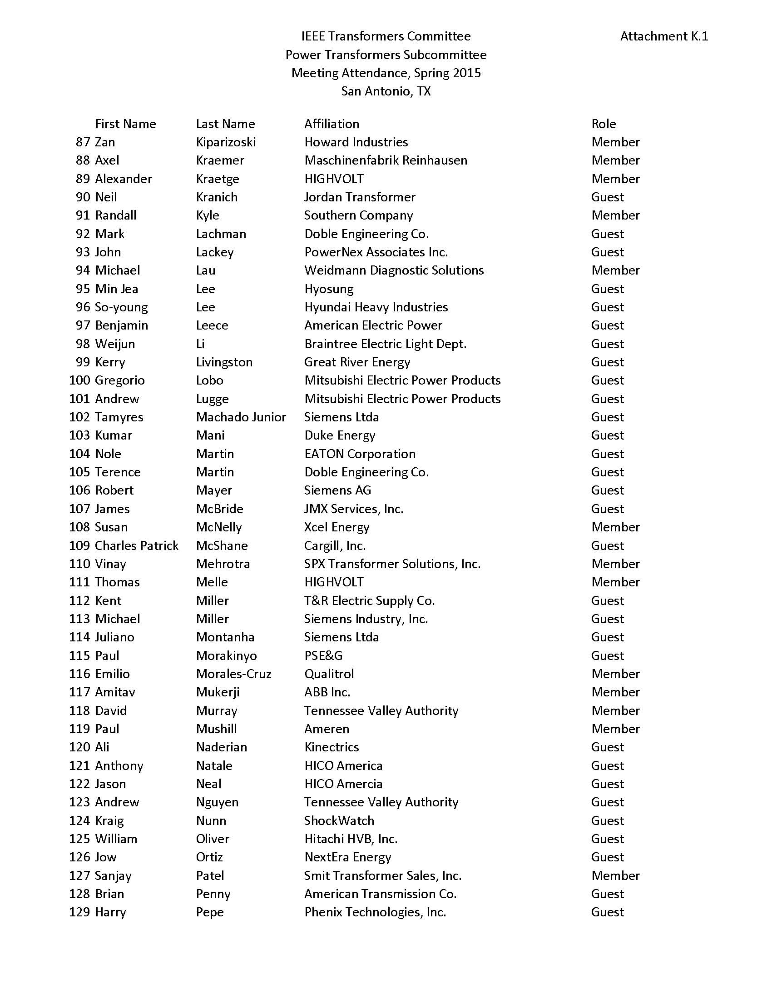 IEEE Transformers Committee Attachment K.1
Power Transformers Subcommittee
Meeting Attendance, Spring 2015
San Antonio, TX
First Name Last Name Affiliation Role
87 Zan Kiparizoski Howard Industries Member
88 Axel Kraemer Maschinenfabrik Reinhausen Member
89 Alexander Kraetge HIGHVOLT Member
90 Neil Kranich Jordan Transformer Guest
91 Randall Kyle Southern Company Member
92 Mark Lachman Doble Engineering Co. Guest
93 John Lackey PowerNex Associates Inc. Guest
94 Michael Lau Weidmann Diagnostic Solutions Member
95 Min Jea Lee Hyosung Guest
96 So-young Lee Hyundai Heavy Industries Guest
97 Benjamin Leece American Electric Power Guest
98 Weijun Li Braintree Electric Light Dept. Guest
99 Kerry Livingston Great River Energy Guest
100 Gregorio Lobo Mitsubishi Electric Power Products Guest
101 Andrew Lugge Mitsubishi Electric Power Products Guest
102 Tamyres Machado Junior Siemens Ltda Guest
103 Kumar Mani Duke Energy Guest
104 Nole Martin EATON Corporation Guest
105 Terence Martin Doble Engineering Co. Guest
106 Robert Mayer Siemens AG Guest
107 James McBride JMX Services, Inc. Guest
108 Susan McNelly Xcel Energy Member
109 Charles Patrick McShane Cargill, Inc. Guest
110 Vinay Mehrotra SPX Transformer Solutions, Inc. Member
111 Thomas Melle HIGHVOLT Member
112 Kent Miller T&R Electric Supply Co. Guest
113 Michael Miller Siemens Industry, Inc. Guest
114 Juliano Montanha Siemens Ltda Guest
115 Paul Morakinyo PSE&G Guest
116 Emilio Morales-Cruz Qualitrol Member
117 Amitav Mukerji ABB Inc. Member
118 David Murray Tennessee Valley Authority Member
119 Paul Mushill Ameren Member
120 Ali Naderian Kinectrics Guest
121 Anthony Natale HICO America Guest
122 Jason Neal HICO Amercia Guest
123 Andrew Nguyen Tennessee Valley Authority Guest
124 Kraig Nunn ShockWatch Guest
125 William Oliver Hitachi HVB, Inc. Guest
126 Jow Ortiz NextEra Energy Guest
127 Sanjay Patel Smit Transformer Sales, Inc. Member
128 Brian Penny American Transmission Co. Guest
129 Harry Pepe Phenix Technologies, Inc. Guest